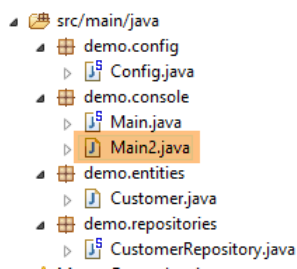 src/main/java
demo.config
Config.java
demo.console
Main.java
Main2.java
demo.entities
Customer.java
demo.repositories
CustomerRepository.java